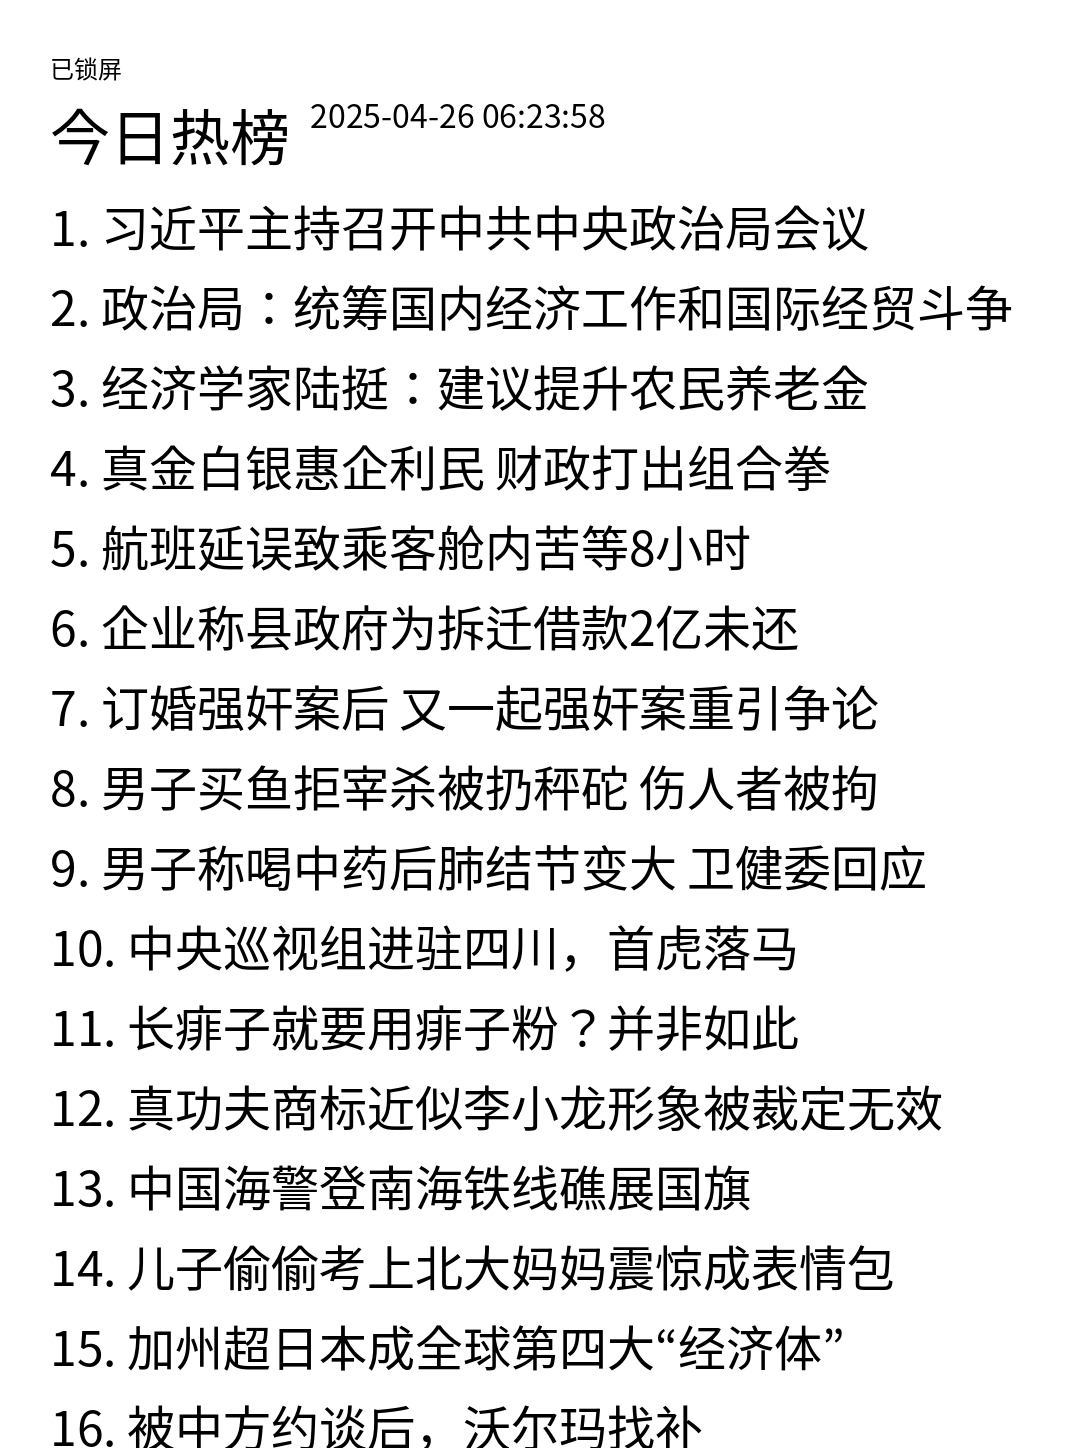 已锁屏
今日热榜 2025-04-26 06:23:58
1. 习近平主持召开中共中央政治局会议
2. 政治局：统筹国内经济工作和国际经贸斗争
3. 经济学家陆挺：建议提升农民养老金
4. 真金白银惠企利民 财政打出组合拳
5. 航班延误致乘客舱内苦等8小时
6. 企业称县政府为拆迁借款2亿未还
7. 订婚强奸案后 又一起强奸案重引争论
8. 男子买鱼拒宰杀被扔秤砣 伤人者被拘
9. 男子称喝中药后肺结节变大 卫健委回应
10. 中央巡视组进驻四川，首虎落马
11. 长痱子就要用痱子粉？并非如此
12. 真功夫商标近似李小龙形象被裁定无效
13. 中国海警登南海铁线礁展国旗
14. 儿子偷偷考上北大妈妈震惊成表情包
15. 加州超日本成全球第四大“经济体”
16. 被中方约谈后，沃尔玛找补